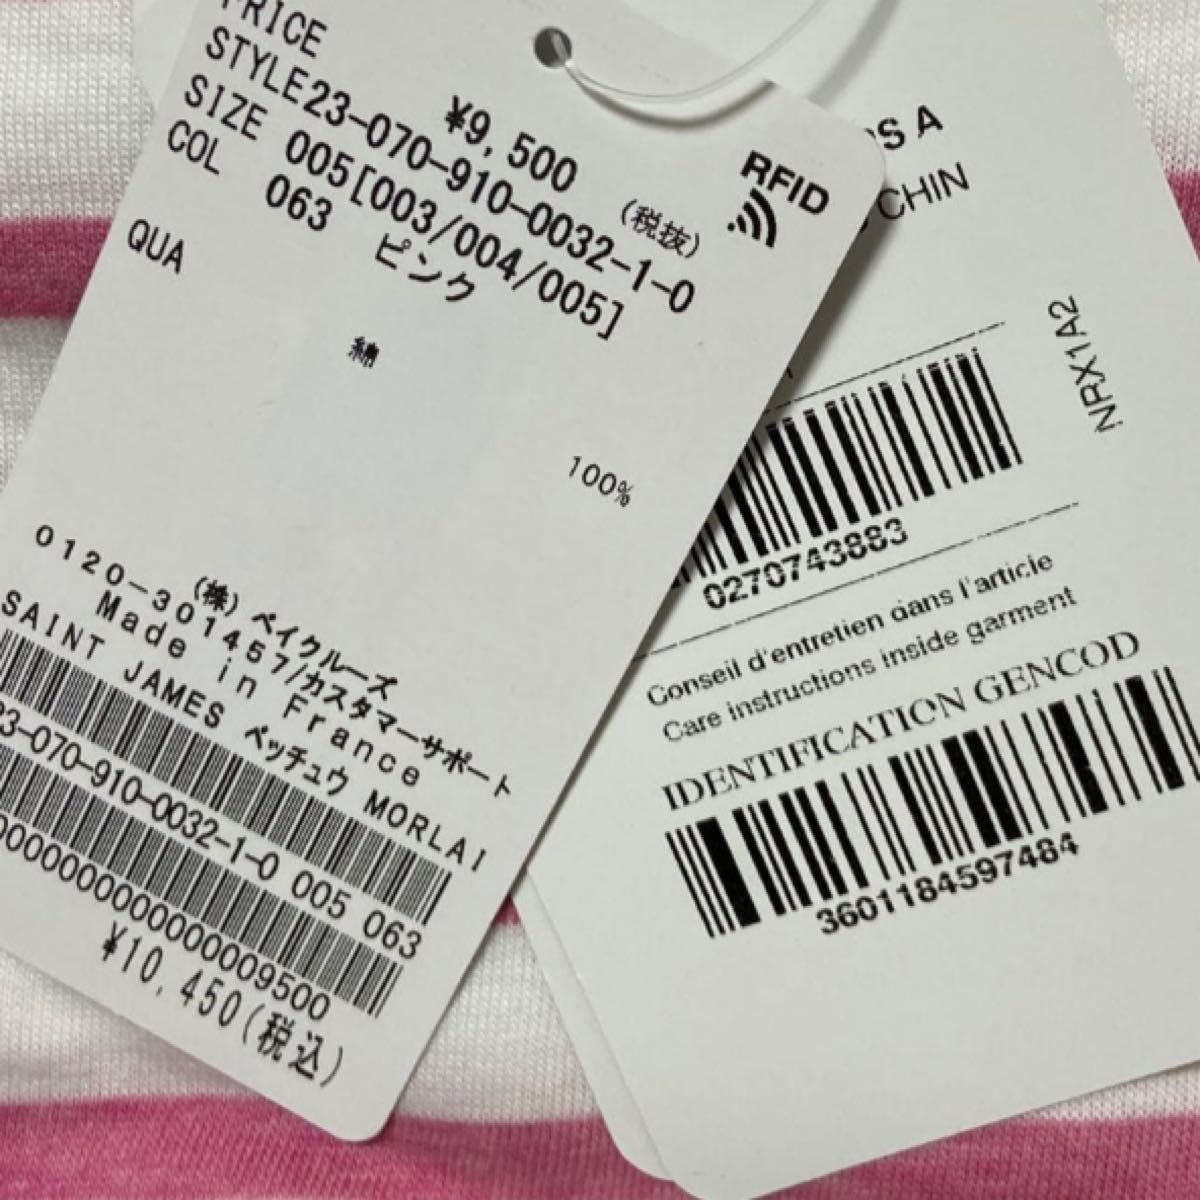 PRICE
¥9,500 (税抜)
STYLE23-070-910-0032-1-0
SIZE 005[003/004/005]
COL 063 ピンク
QUA
綿 100%
RFID
(株)ベイクルーズ
0120-301457/カスタマーサポート
Made in France
SAINT JAMES ベッチュウ MORLAI
23-070-910-0032-1-0 005 063
9500
¥10,450(税込)
A
CHIN
NRX1A2
0270743883
Conseil d'entretien dans l'article
Care instructions inside garment
IDENTIFICATION GENCOD
3601184597484